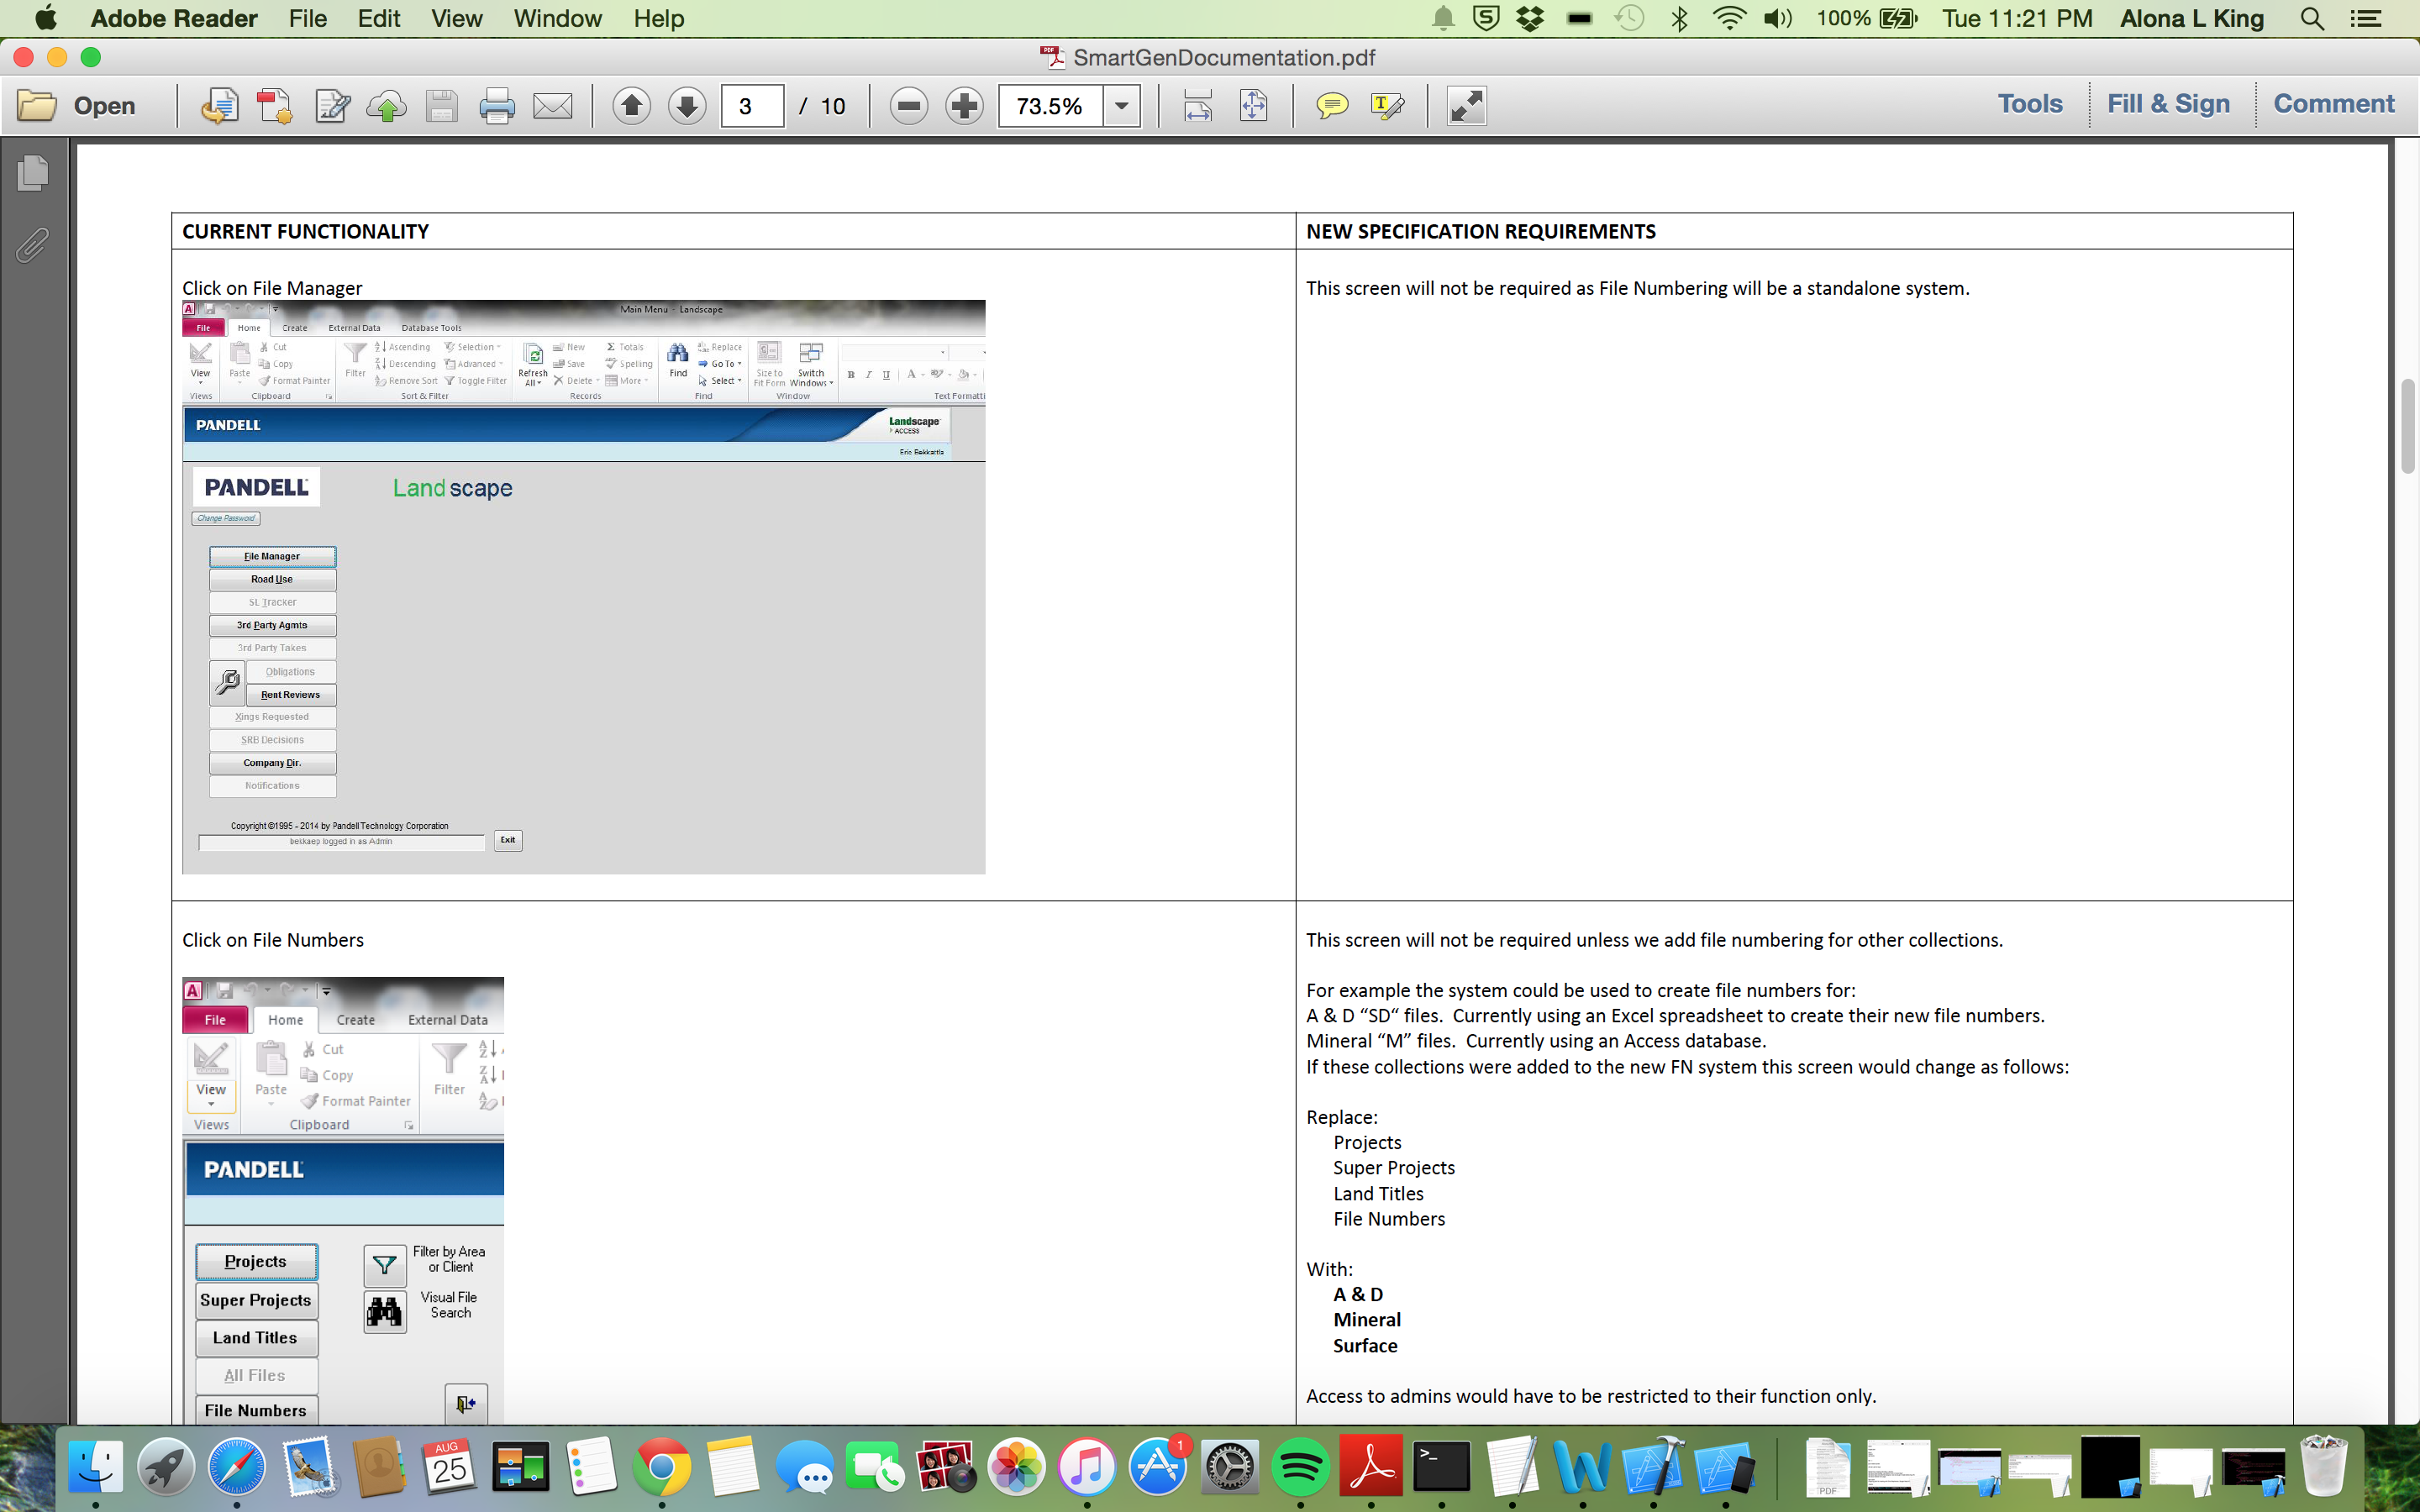 Adobe Reader File Edit View Window Help 100% Tue 11:21 PM Alona L King
SmartGenDocumentation.pdf
Open 3 / 10 73.5% Tools Fill & Sign Comment
CURRENT FUNCTIONALITY
NEW SPECIFICATION REQUIREMENTS
Click on File Manager
This screen will not be required as File Numbering will be a standalone system.
Main Menu - Landscape
File Home Create External Data Database Tools
View
Views
Paste
Cut
Copy
Format Painter
Clipboard
Filter
Ascending
Descending
Remove Sort
Selection
Advanced
Toggle Filter
Sort & Filter
Refresh
All
New
Save
Delete
Totals
Spelling
More
Records
Find
Replace
Go To
Select
Find
Size to
Fit Form
Switch
Windows
Window
B I U A
Text Formatti
PANDELL
Landscape
ACCESS
PANDELL
Landscape
Change Password
File Manager
Road Use
SL Tracker
3rd Party Agmts
3rd Party Takes
Obligations
Rent Reviews
Xings Requested
SRB Decisions
Company Dir.
Notifications
Copyright ©1995 - 2014 by Pandell Technology Corporation
bekkaep logged in as Admin
Exit
Click on File Numbers
File Home Create External Data
View
Views
Paste
Cut
Copy
Format Painter
Clipboard
Filter
PANDELL
Projects
Super Projects
Land Titles
All Files
File Numbers
Filter by Area
or Client
Visual File
Search
This screen will not be required unless we add file numbering for other collections.
For example the system could be used to create file numbers for:
A & D “SD“ files.  Currently using an Excel spreadsheet to create their new file numbers.
Mineral “M” files.  Currently using an Access database.
If these collections were added to the new FN system this screen would change as follows:
Replace:
Projects
Super Projects
Land Titles
File Numbers
With:
A & D
Mineral
Surface
Access to admins would have to be restricted to their function only.
AUG
25
1
PDF